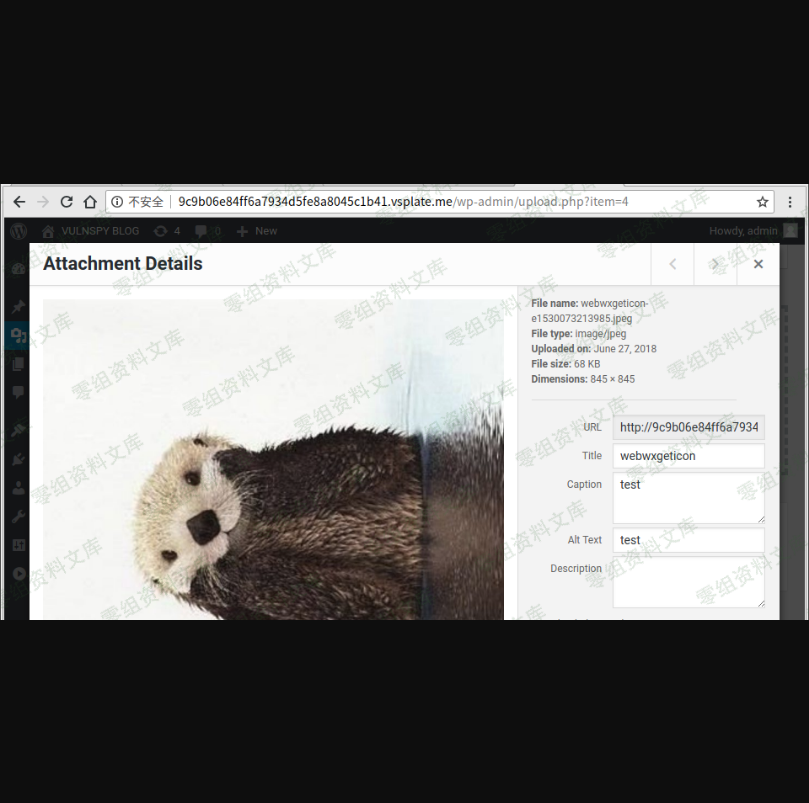 不安全 9c9b06e84ff6a7934d5fe8a8045c1b41.vsplate.me/wp-admin/upload.php?item=4
VULNSPY BLOG 4 0 New Howdy, admin
Attachment Details
File name: webwxgeticon-
e1530073213985.jpeg
File type: image/jpeg
Uploaded on: June 27, 2018
File size: 68 KB
Dimensions: 845 × 845
URL http://9c9b06e84ff6a7934
Title webwxgeticon
Caption test
Alt Text test
Description
零组资料文库